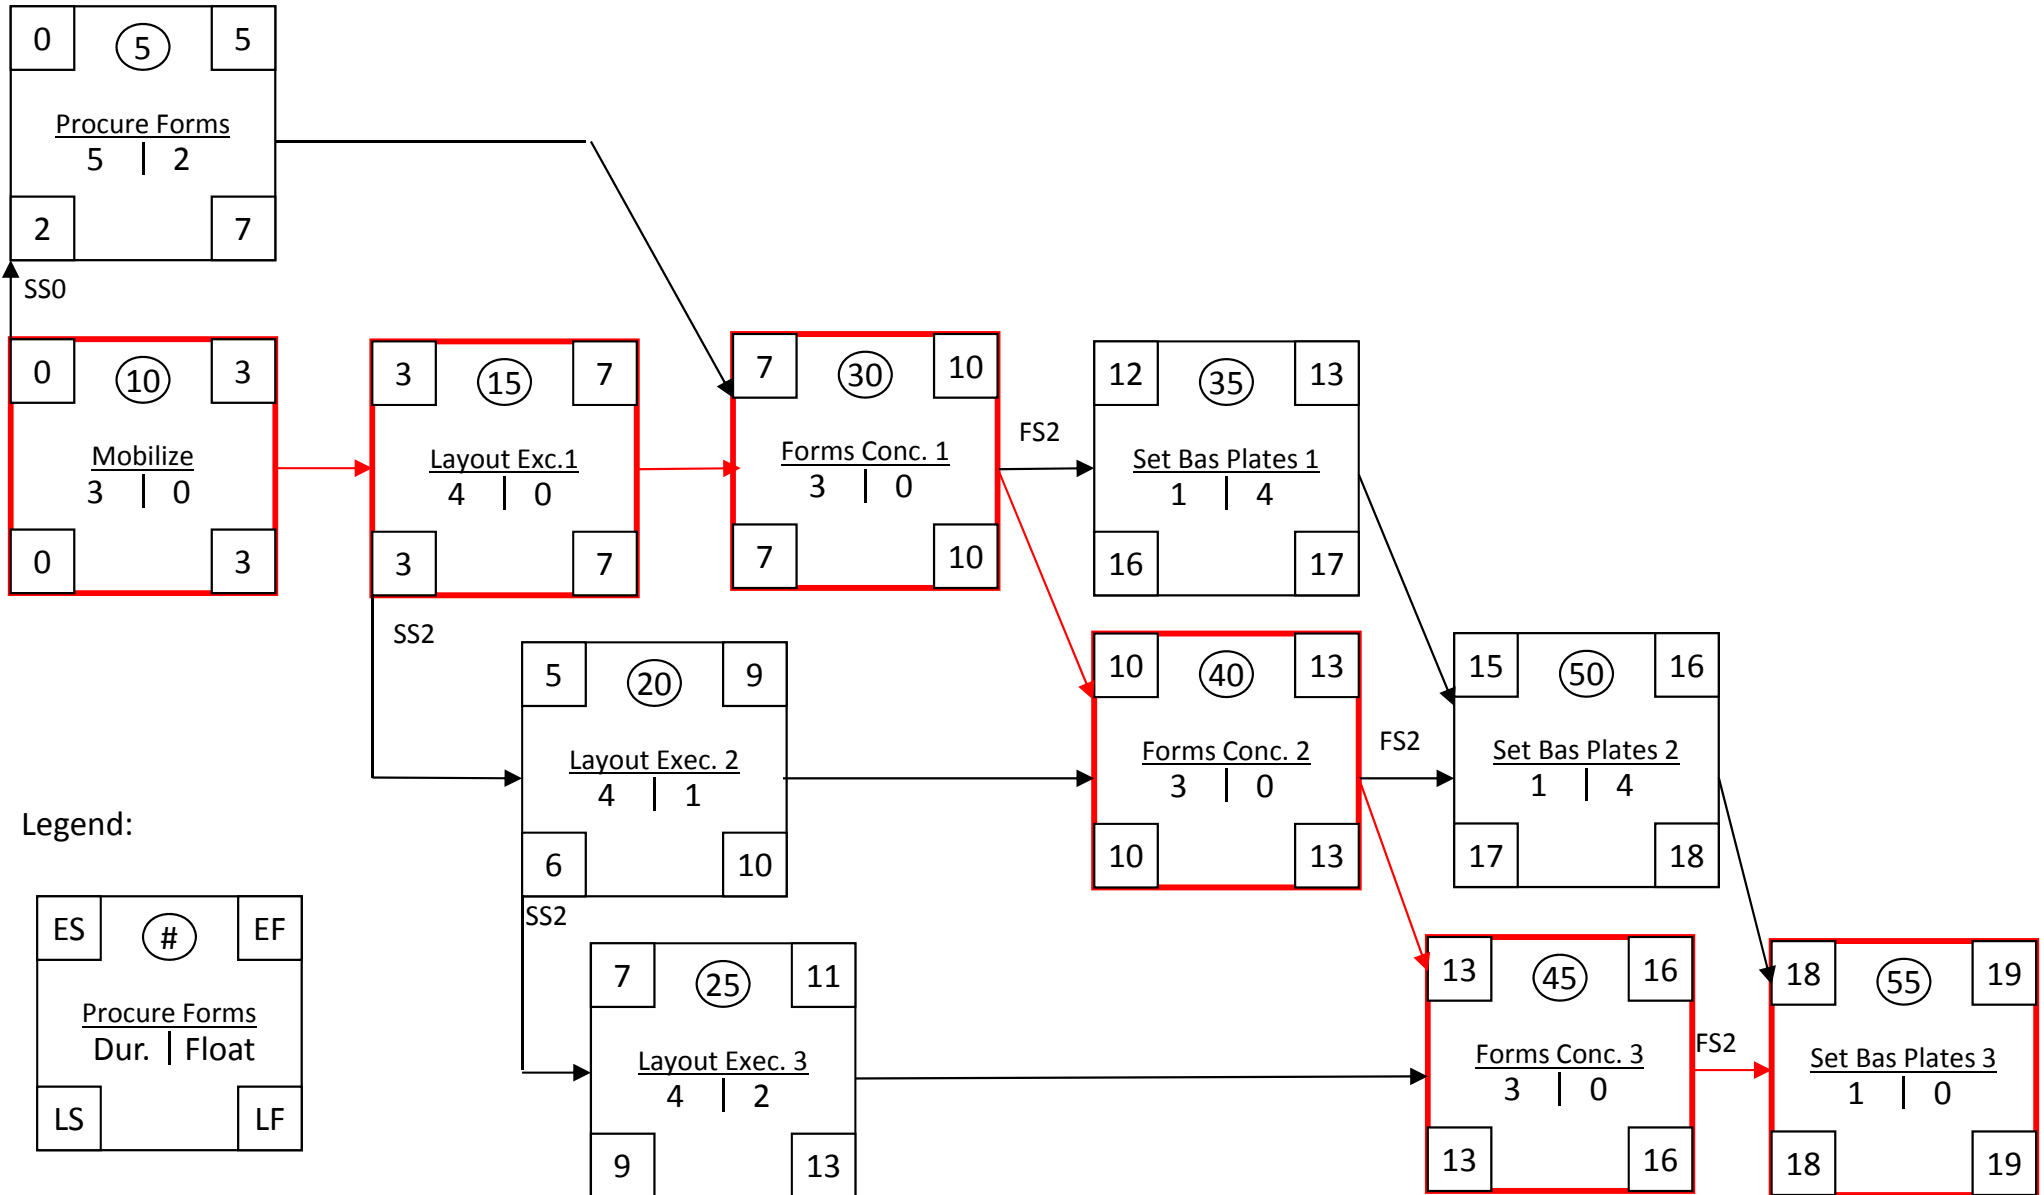 0 5 5
Procure Forms
5 | 2
2 7
SS0
0 10 3
Mobilize
3 | 0
0 3
3 15 7
Layout Exc.1
4 | 0
3 7
7 30 10
Forms Conc. 1
3 | 0
7 10
FS2
12 35 13
Set Bas Plates 1
1 | 4
16 17
SS2
5 20 9
Layout Exec. 2
4 | 1
6 10
10 40 13
Forms Conc. 2
3 | 0
10 13
FS2
15 50 16
Set Bas Plates 2
1 | 4
17 18
SS2
7 25 11
Layout Exec. 3
4 | 2
9 13
13 45 16
Forms Conc. 3
3 | 0
13 16
FS2
18 55 19
Set Bas Plates 3
1 | 0
18 19
Legend:
ES # EF
Procure Forms
Dur. | Float
LS LF